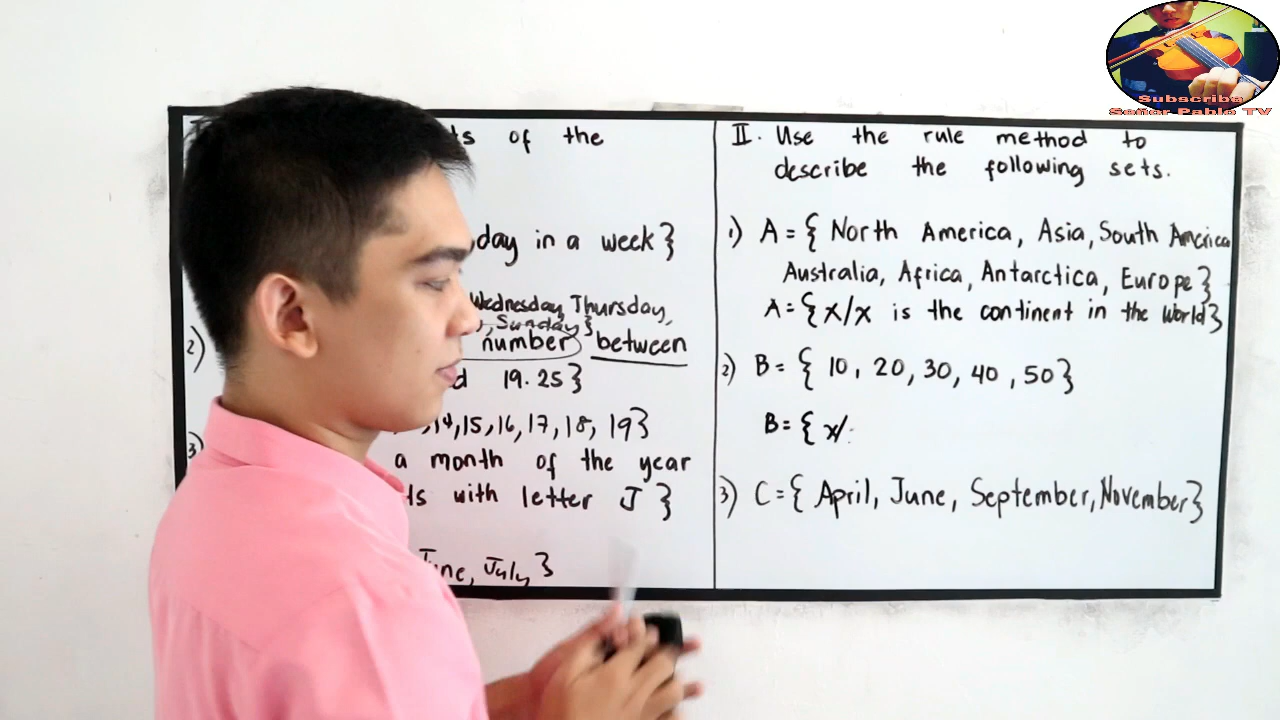 ts of the
day in a week}
Wednesday, Thursday,
, Sunday}
2) number between
d 19.25}
,14,15,16,17,18, 19}
3) a month of the year
ts with letter J}
June, July}
II. Use the rule method to
describe the following sets.
1) A = { North America, Asia, South America
Australia, Africa, Antarctica, Europe}
A = {x/x is the continent in the world}
2) B = { 10, 20, 30, 40, 50}
B = { x/
3) C = { April, June, September, November}
Subscribe
Señor Pablo TV